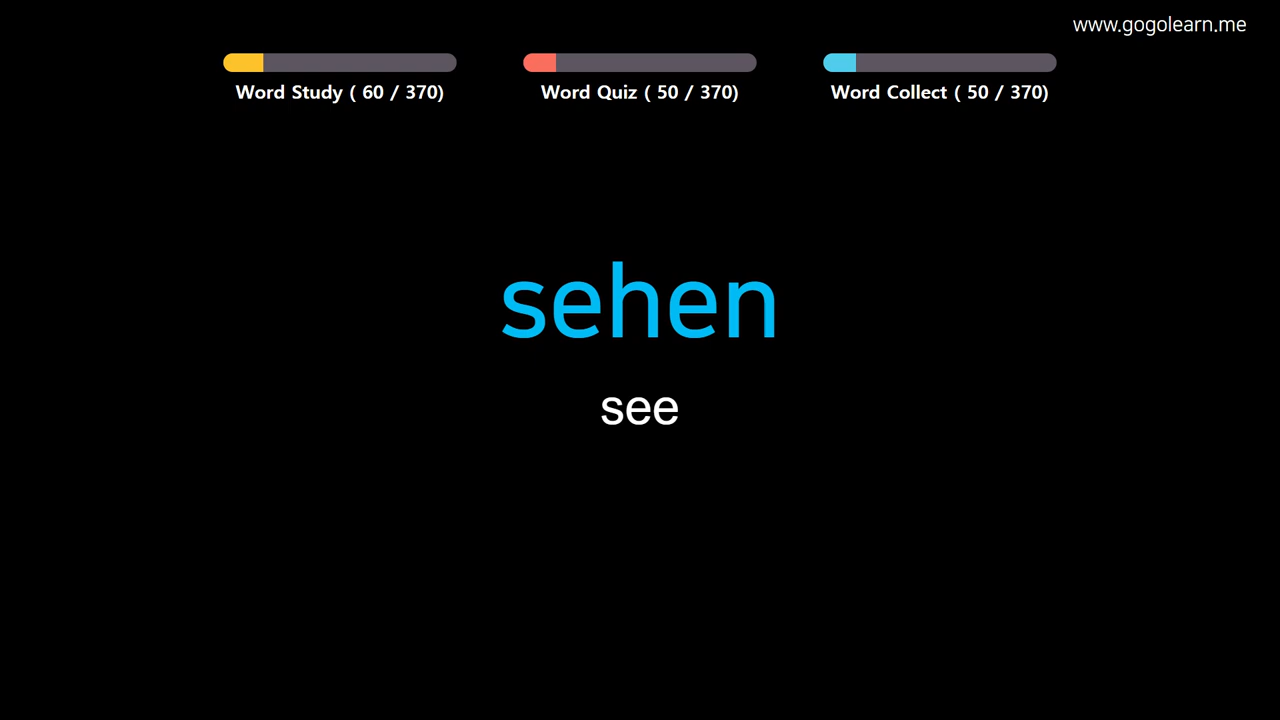 www.gogolearn.me
Word Study ( 60 / 370)
Word Quiz ( 50 / 370)
Word Collect ( 50 / 370)
sehen
see